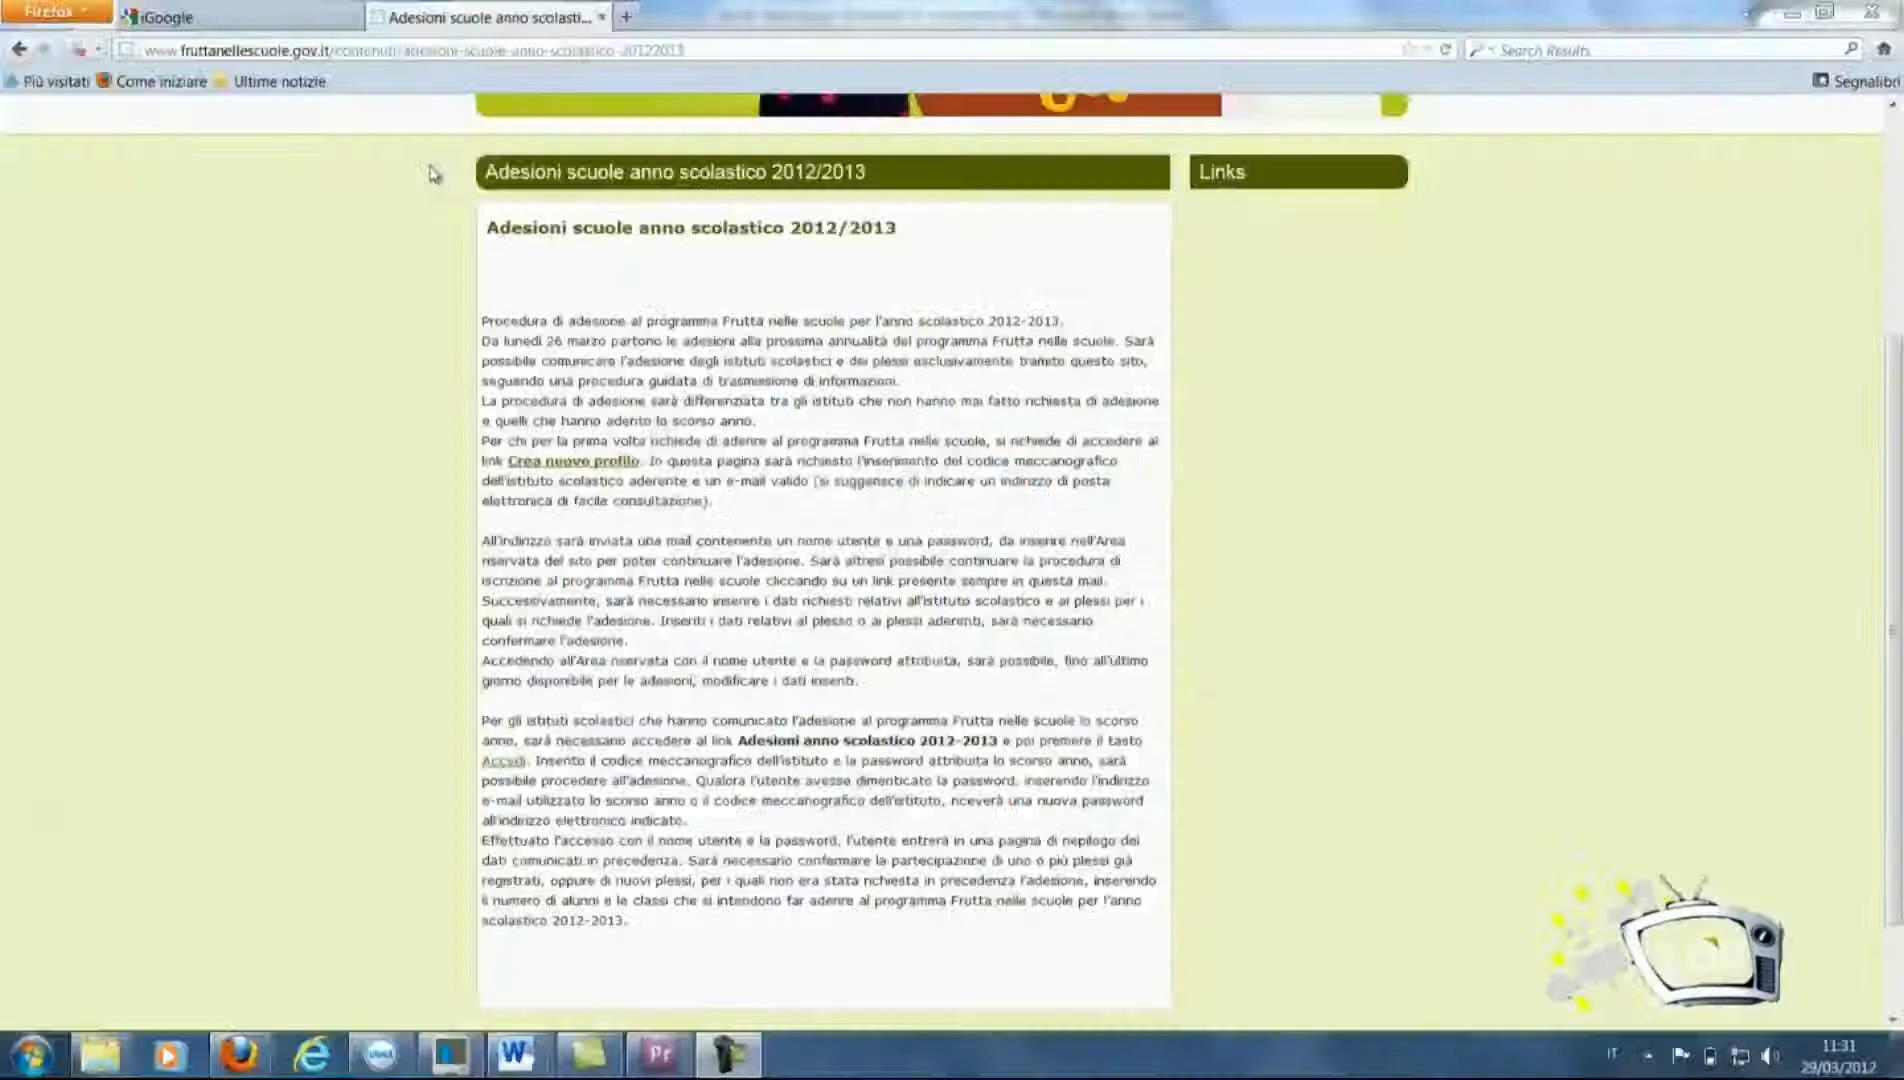 Firefox
iGoogle
Adesioni scuole anno scolasti...
www.fruttanellescuole.gov.it/contenuti/adesioni-scuole-anno-scolastico-20122013
Search Results
Più visitati
Come iniziare
Ultime notizie
Segnalibri
Adesioni scuole anno scolastico 2012/2013
Links
Adesioni scuole anno scolastico 2012/2013
Procedura di adesione al programma Frutta nelle scuole per l'anno scolastico 2012-2013.
Da lunedì 26 marzo partono le adesioni alla prossima annualità del programma Frutta nelle scuole. Sarà
possibile comunicare l'adesione degli istituti scolastici e dei plessi esclusivamente tramite questo sito,
seguendo una procedura guidata di trasmissione di informazioni.
La procedura di adesione sarà differenziata tra gli istituti che non hanno mai fatto richiesta di adesione
e quelli che hanno aderito lo scorso anno.
Per chi per la prima volta richiede di aderire al programma Frutta nelle scuole, si richiede di accedere al
link Crea nuovo profilo. In questa pagina sarà richiesto l'inserimento del codice meccanografico
dell'istituto scolastico aderente e un e-mail valido (si suggerisce di indicare un indirizzo di posta
elettronica di facile consultazione).
All'indirizzo sarà inviata una mail contenente un nome utente e una password, da inserire nell'Area
riservata del sito per poter continuare l'adesione. Sarà altresì possibile continuare la procedura di
iscrizione al programma Frutta nelle scuole cliccando su un link presente sempre in questa mail.
Successivamente, sarà necessario inserire i dati richiesti relativi all'istituto scolastico e ai plessi per i
quali si richiede l'adesione. Inseriti i dati relativi al plesso o ai plessi aderenti, sarà necessario
confermare l'adesione.
Accedendo all'Area riservata con il nome utente e la password attribuita, sarà possibile, fino all'ultimo
giorno disponibile per le adesioni, modificare i dati inseriti.
Per gli istituti scolastici che hanno comunicato l'adesione al programma Frutta nelle scuole lo scorso
anno, sarà necessario accedere al link Adesioni anno scolastico 2012-2013 e poi premere il tasto
Accedi. Inserito il codice meccanografico dell'istituto e la password attribuita lo scorso anno, sarà
possibile procedere all'adesione. Qualora l'utente avesse dimenticato la password, inserendo l'indirizzo
e-mail utilizzato lo scorso anno o il codice meccanografico dell'istituto, riceverà una nuova password
all'indirizzo elettronico indicato.
Effettuato l'accesso con il nome utente e la password, l'utente entrerà in una pagina di riepilogo dei
dati comunicati in precedenza. Sarà necessario confermare la partecipazione di uno o più plessi già
registrati, oppure di nuovi plessi, per i quali non era stata richiesta in precedenza l'adesione, inserendo
il numero di alunni e le classi che si intendono far aderire al programma Frutta nelle scuole per l'anno
scolastico 2012-2013.
Pr
IT
11:31
29/03/2012